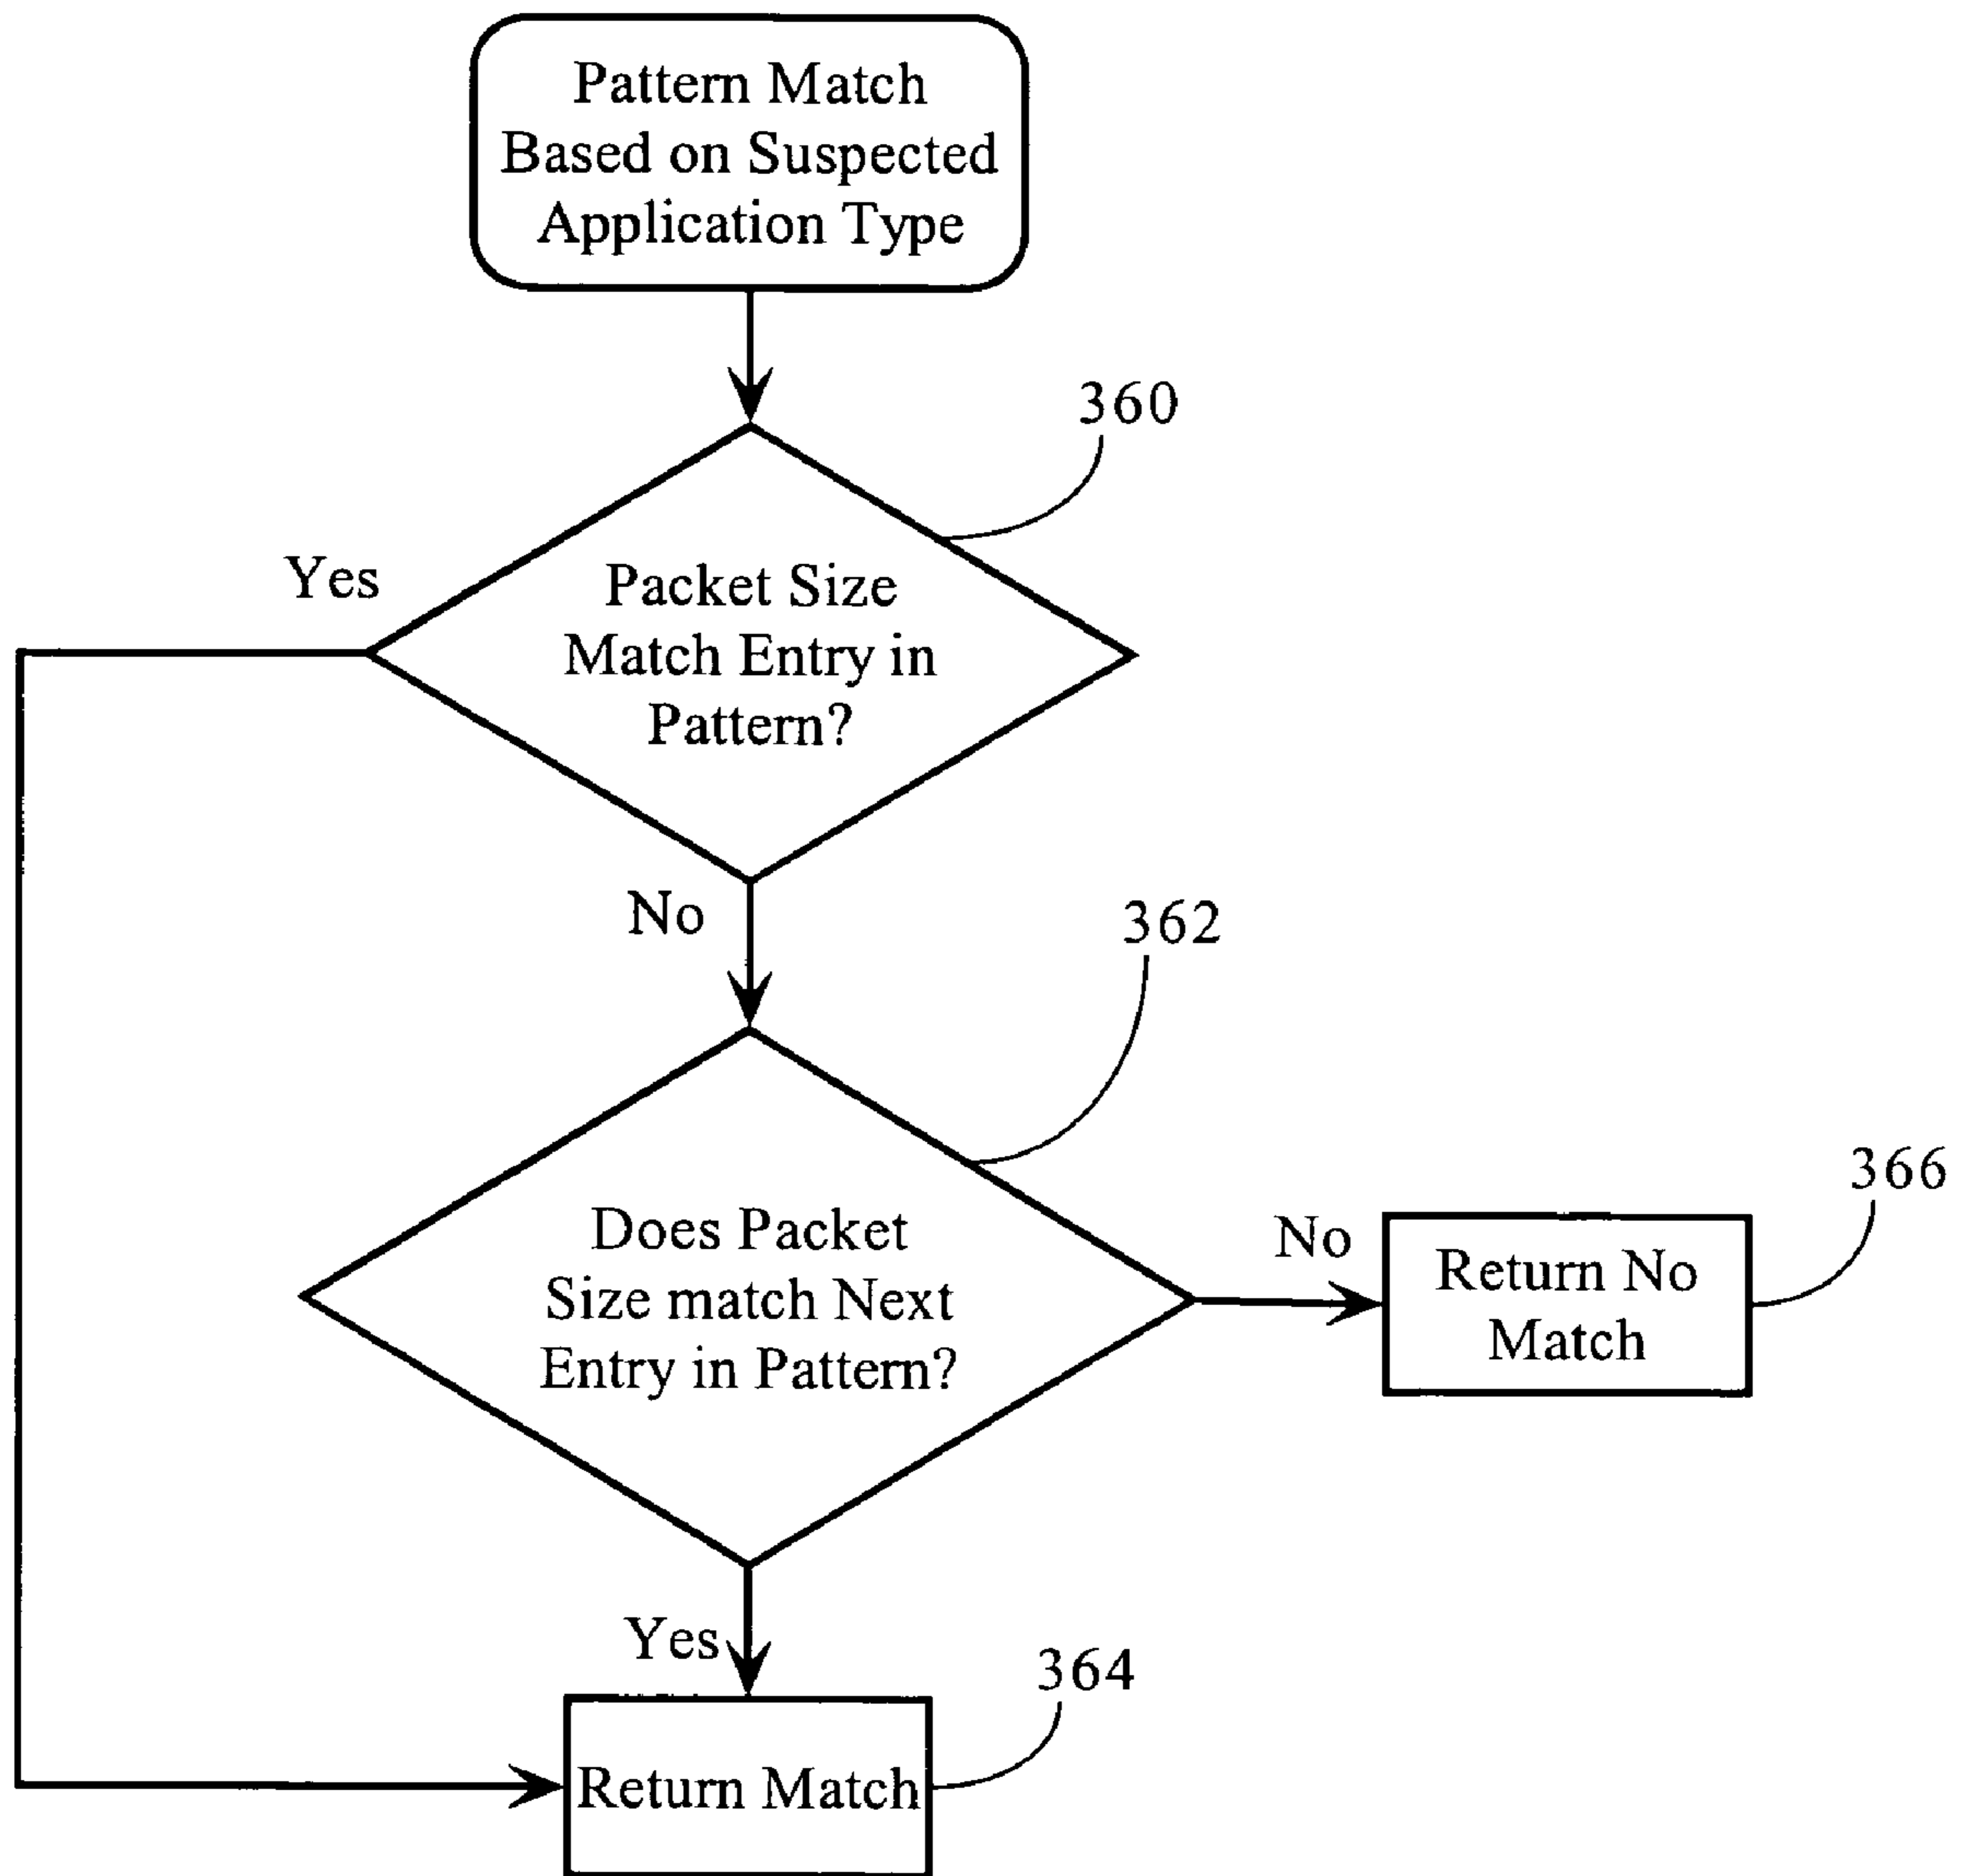 Pattern Match
Based on Suspected
Application Type
360
Yes
Packet Size
Match Entry in
Pattern?
No
362
Does Packet
Size match Next
Entry in Pattern?
No
366
Return No
Match
Yes
364
Return Match